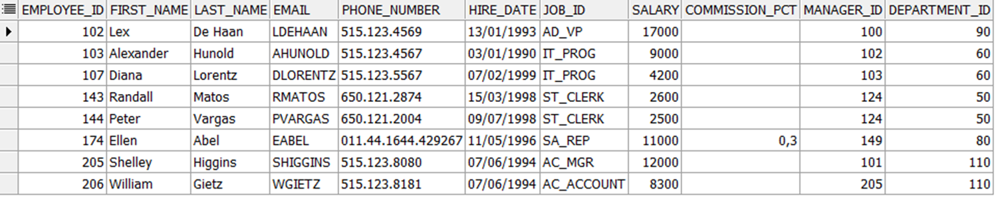 EMPLOYEE_ID FIRST_NAME LAST_NAME EMAIL PHONE_NUMBER HIRE_DATE JOB_ID SALARY COMMISSION_PCT MANAGER_ID DEPARTMENT_ID
102 Lex De Haan LDEHAAN 515.123.4569 13/01/1993 AD_VP 17000 100 90
103 Alexander Hunold AHUNOLD 515.123.4567 03/01/1990 IT_PROG 9000 102 60
107 Diana Lorentz DLORENTZ 515.123.5567 07/02/1999 IT_PROG 4200 103 60
143 Randall Matos RMATOS 650.121.2874 15/03/1998 ST_CLERK 2600 124 50
144 Peter Vargas PVARGAS 650.121.2004 09/07/1998 ST_CLERK 2500 124 50
174 Ellen Abel EABEL 011.44.1644.429267 11/05/1996 SA_REP 11000 0,3 149 80
205 Shelley Higgins SHIGGINS 515.123.8080 07/06/1994 AC_MGR 12000 101 110
206 William Gietz WGIETZ 515.123.8181 07/06/1994 AC_ACCOUNT 8300 205 110